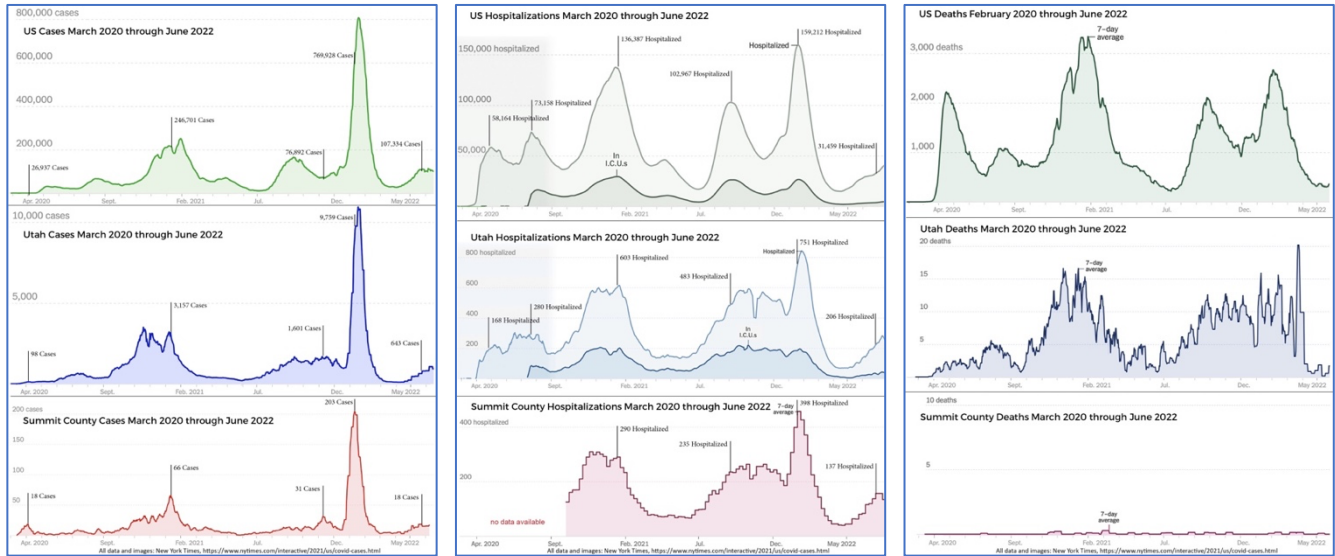 800,000 cases
US Cases March 2020 through June 2022
769,928 Cases
600,000
400,000
246,701 Cases
200,000
76,892 Cases
107,334 Cases
26,937 Cases
Apr. 2020 Sept. Feb. 2021 Jul. Dec. May 2022
10,000 cases
9,759 Cases
Utah Cases March 2020 through June 2022
5,000
3,157 Cases
1,601 Cases
643 Cases
98 Cases
Apr. 2020 Sept. Feb. 2021 Jul. Dec. May 2022
200 cases
203 Cases
Summit County Cases March 2020 through June 2022
150
100
66 Cases
50
18 Cases
31 Cases
18 Cases
Apr. 2020 Sept. Feb. 2021 Jul. Dec. May 2022
All data and images: New York Times, https://www.nytimes.com/interactive/2021/us/covid-cases.html
US Hospitalizations March 2020 through June 2022
159,212 Hospitalized
136,387 Hospitalized
150,000 hospitalized
Hospitalized
102,967 Hospitalized
100,000
73,158 Hospitalized
58,164 Hospitalized
50,000
31,459 Hospitalized
In
I.C.U.s
Apr. 2020 Sept. Feb. 2021 Jul. Dec. May 2022
Utah Hospitalizations March 2020 through June 2022
751 Hospitalized
800 hospitalized
603 Hospitalized
Hospitalized
600
483 Hospitalized
400
280 Hospitalized
168 Hospitalized
206 Hospitalized
200
In
I.C.U.s
Apr. 2020 Sept. Feb. 2021 Jul. Dec. May 2022
Summit County Hospitalizations March 2020 through June 2022
7-day
average
398 Hospitalized
400 hospitalized
290 Hospitalized
235 Hospitalized
137 Hospitalized
200
no data available
Apr. 2020 Sept. Feb. 2021 Jul. Dec. May 2022
All data and images: New York Times, https://www.nytimes.com/interactive/2021/us/covid-cases.html
US Deaths February 2020 through June 2022
7-day
average
3,000 deaths
2,000
1,000
Apr. 2020 Sept. Feb. 2021 Jul. Dec. May 2022
Utah Deaths March 2020 through June 2022
20 deaths
7-day
average
15
10
5
Apr. 2020 Sept. Feb. 2021 Jul. Dec. May 2022
Summit County Deaths March 2020 through June 2022
10 deaths
5
7-day
average
Apr. 2020 Sept. Feb. 2021 Jul. Dec. May 2022
All data and images: New York Times, https://www.nytimes.com/interactive/2021/us/covid-cases.html